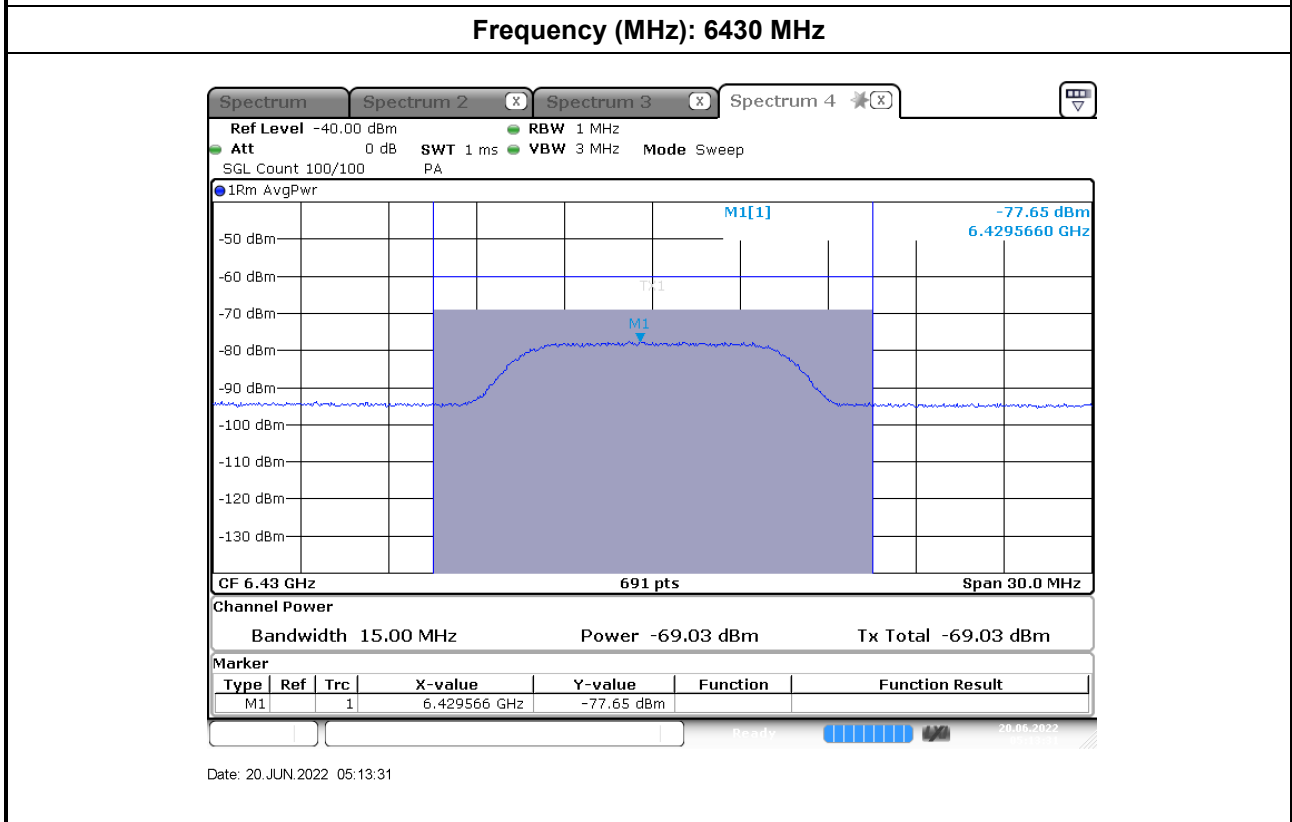 Frequency (MHz): 6430 MHz
Spectrum Spectrum 2 X Spectrum 3 X Spectrum 4 X
Ref Level -40.00 dBm RBW 1 MHz
Att 0 dB SWT 1 ms VBW 3 MHz Mode Sweep
SGL Count 100/100 PA
1Rm AvgPwr
M1[1] -77.65 dBm
6.4295660 GHz
-50 dBm
-60 dBm
TX1
-70 dBm
M1
-80 dBm
-90 dBm
-100 dBm
-110 dBm
-120 dBm
-130 dBm
CF 6.43 GHz 691 pts Span 30.0 MHz
Channel Power
Bandwidth 15.00 MHz Power -69.03 dBm Tx Total -69.03 dBm
Marker
Type Ref Trc X-value Y-value Function Function Result
M1 1 6.429566 GHz -77.65 dBm
Ready 20.06.2022
Date: 20.JUN.2022 05:13:31